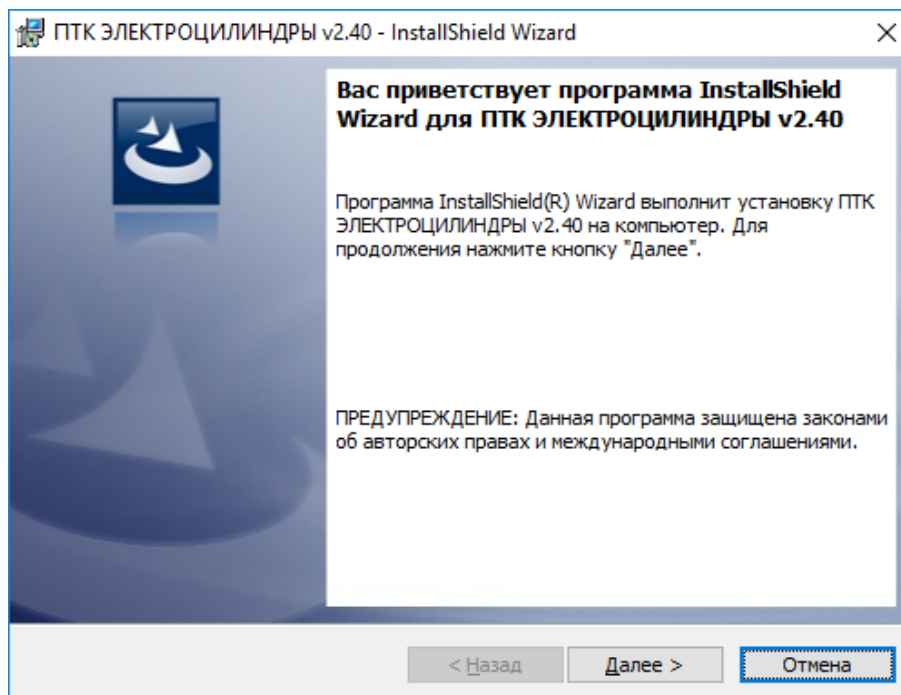 ПТК ЭЛЕКТРОЦИЛИНДРЫ v2.40 - InstallShield Wizard
Вас приветствует программа InstallShield
Wizard для ПТК ЭЛЕКТРОЦИЛИНДРЫ v2.40
Программа InstallShield(R) Wizard выполнит установку ПТК
ЭЛЕКТРОЦИЛИНДРЫ v2.40 на компьютер. Для
продолжения нажмите кнопку "Далее".
ПРЕДУПРЕЖДЕНИЕ: Данная программа защищена законами
об авторских правах и международными соглашениями.
< Назад
Далее >
Отмена